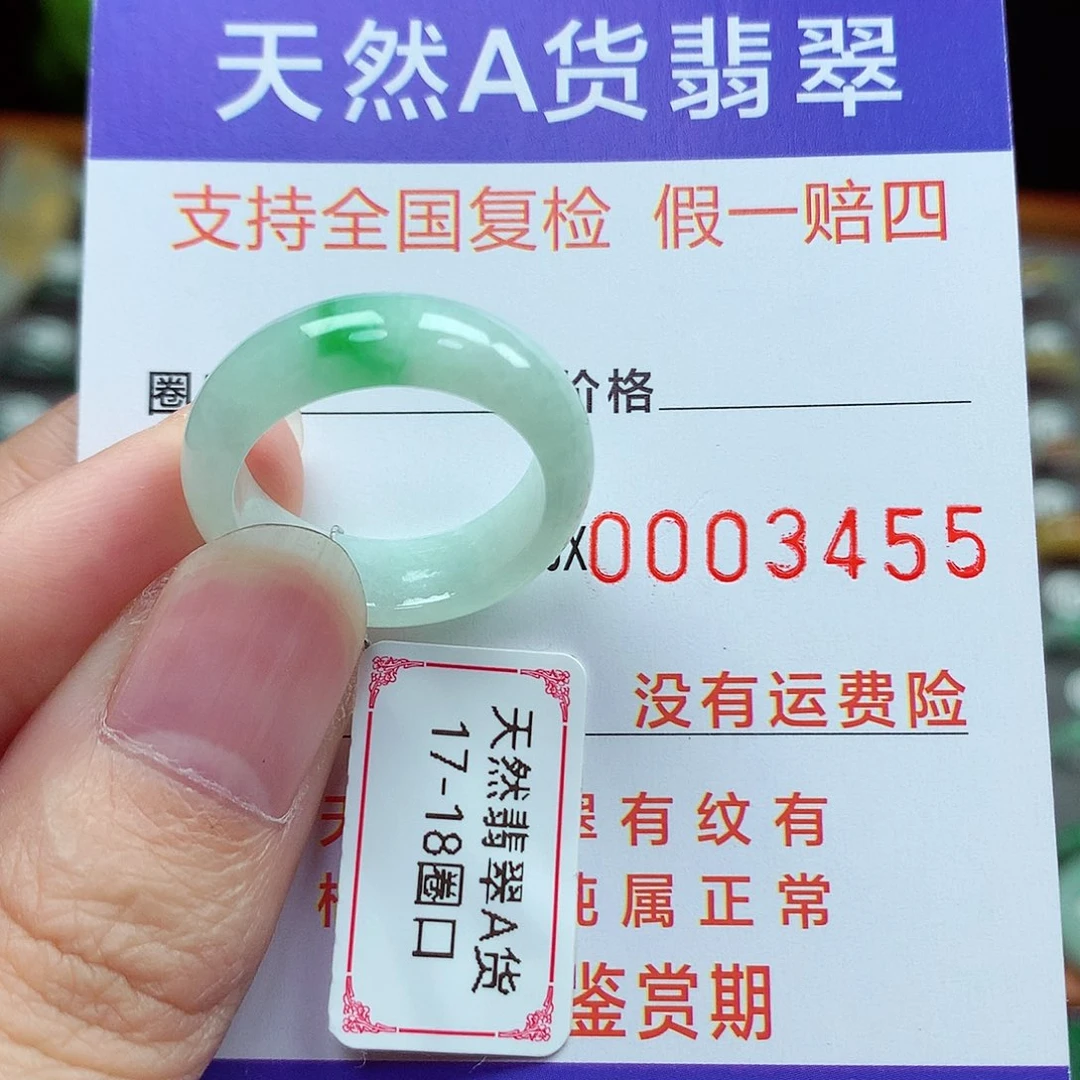 天然A货翡翠
支持全国复检 假一赔四
圈 价格
X0003455
没有运费险
有纹有
属正常
鉴赏期
天然翡翠A货
17-18圈口